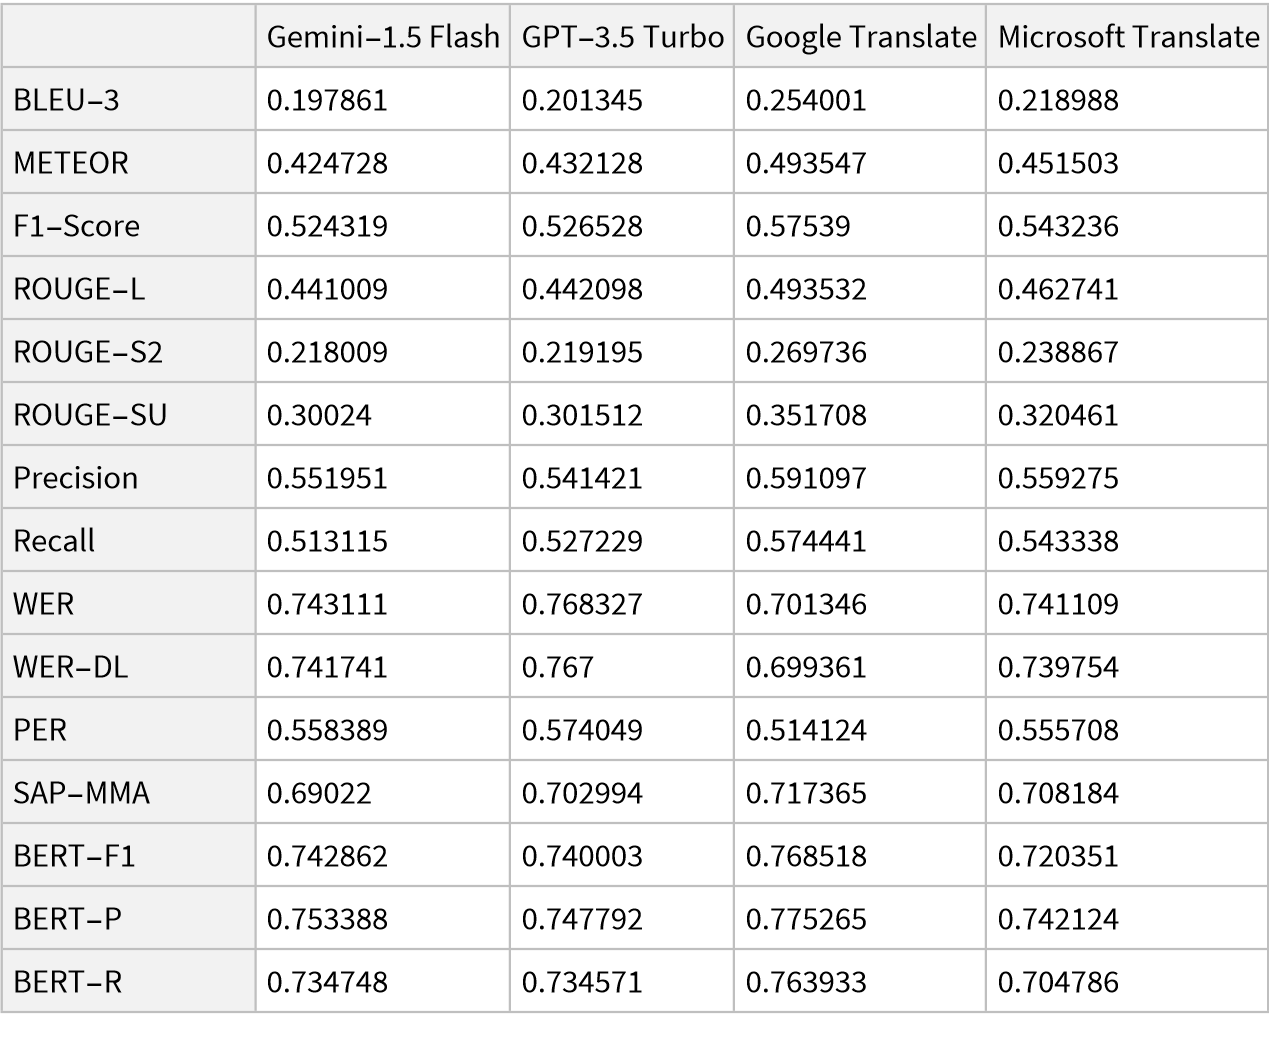 Gemini–1.5 Flash GPT–3.5 Turbo Google Translate Microsoft Translate
BLEU–3 0.197861 0.201345 0.254001 0.218988
METEOR 0.424728 0.432128 0.493547 0.451503
F1–Score 0.524319 0.526528 0.57539 0.543236
ROUGE–L 0.441009 0.442098 0.493532 0.462741
ROUGE–S2 0.218009 0.219195 0.269736 0.238867
ROUGE–SU 0.30024 0.301512 0.351708 0.320461
Precision 0.551951 0.541421 0.591097 0.559275
Recall 0.513115 0.527229 0.574441 0.543338
WER 0.743111 0.768327 0.701346 0.741109
WER–DL 0.741741 0.767 0.699361 0.739754
PER 0.558389 0.574049 0.514124 0.555708
SAP–MMA 0.69022 0.702994 0.717365 0.708184
BERT–F1 0.742862 0.740003 0.768518 0.720351
BERT–P 0.753388 0.747792 0.775265 0.742124
BERT–R 0.734748 0.734571 0.763933 0.704786